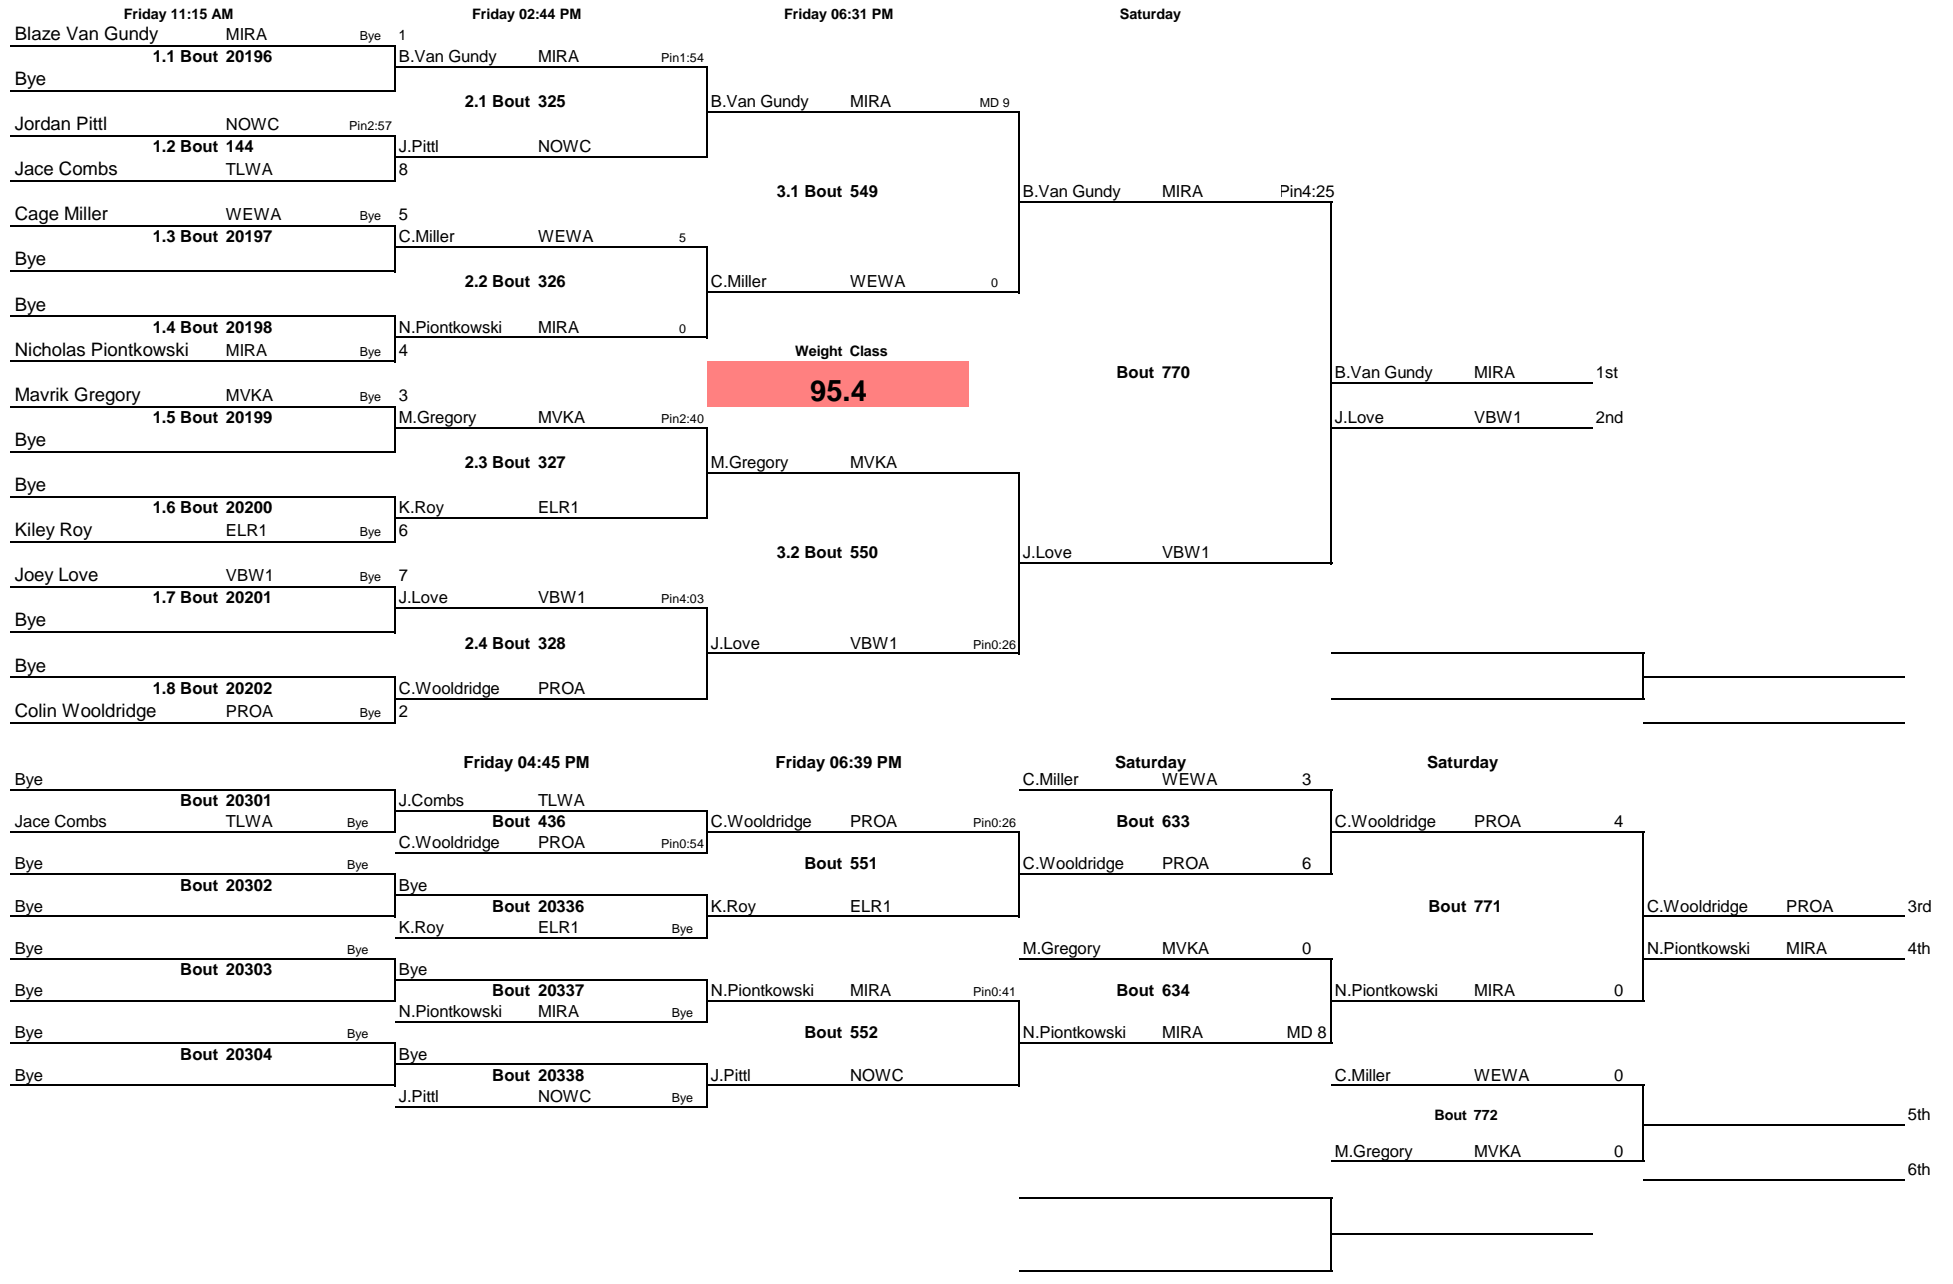 Friday 11:15 AM Friday 02:44 PM Friday 06:31 PM Saturday
Blaze Van Gundy MIRA Bye 1
1.1 Bout 20196 B.Van Gundy MIRA Pin1:54
Bye
2.1 Bout 325 B.Van Gundy MIRA MD 9
Jordan Pittl NOWC Pin2:57
1.2 Bout 144 J.Pittl NOWC
Jace Combs TLWA 8
3.1 Bout 549 B.Van Gundy MIRA Pin4:25
Cage Miller WEWA Bye 5
1.3 Bout 20197 C.Miller WEWA 5
Bye
2.2 Bout 326 C.Miller WEWA 0
Bye
1.4 Bout 20198 N.Piontkowski MIRA 0
Nicholas Piontkowski MIRA Bye 4 Weight Class
Bout 770 B.Van Gundy MIRA 1st
Mavrik Gregory MVKA Bye 3 95.4
1.5 Bout 20199 M.Gregory MVKA Pin2:40 J.Love VBW1 2nd
Bye
2.3 Bout 327 M.Gregory MVKA
Bye
1.6 Bout 20200 K.Roy ELR1
Kiley Roy ELR1 Bye 6
3.2 Bout 550 J.Love VBW1
Joey Love VBW1 Bye 7
1.7 Bout 20201 J.Love VBW1 Pin4:03
Bye
2.4 Bout 328 J.Love VBW1 Pin0:26
Bye
1.8 Bout 20202 C.Wooldridge PROA
Colin Wooldridge PROA Bye 2
Friday 04:45 PM Friday 06:39 PM Saturday Saturday
Bye C.Miller WEWA 3
Bout 20301 J.Combs TLWA
Jace Combs TLWA Bye Bout 436 C.Wooldridge PROA Pin0:26 Bout 633 C.Wooldridge PROA 4
C.Wooldridge PROA Pin0:54
Bye Bye Bout 551 C.Wooldridge PROA 6
Bout 20302 Bye
Bye Bout 20336 K.Roy ELR1 Bout 771 C.Wooldridge PROA 3rd
K.Roy ELR1 Bye
Bye Bye M.Gregory MVKA 0 N.Piontkowski MIRA 4th
Bout 20303 Bye
Bye Bout 20337 N.Piontkowski MIRA Pin0:41 Bout 634 N.Piontkowski MIRA 0
N.Piontkowski MIRA Bye
Bye Bye Bout 552 N.Piontkowski MIRA MD 8
Bout 20304 Bye
Bye Bout 20338 J.Pittl NOWC C.Miller WEWA 0
J.Pittl NOWC Bye
Bout 772 5th
M.Gregory MVKA 0
6th